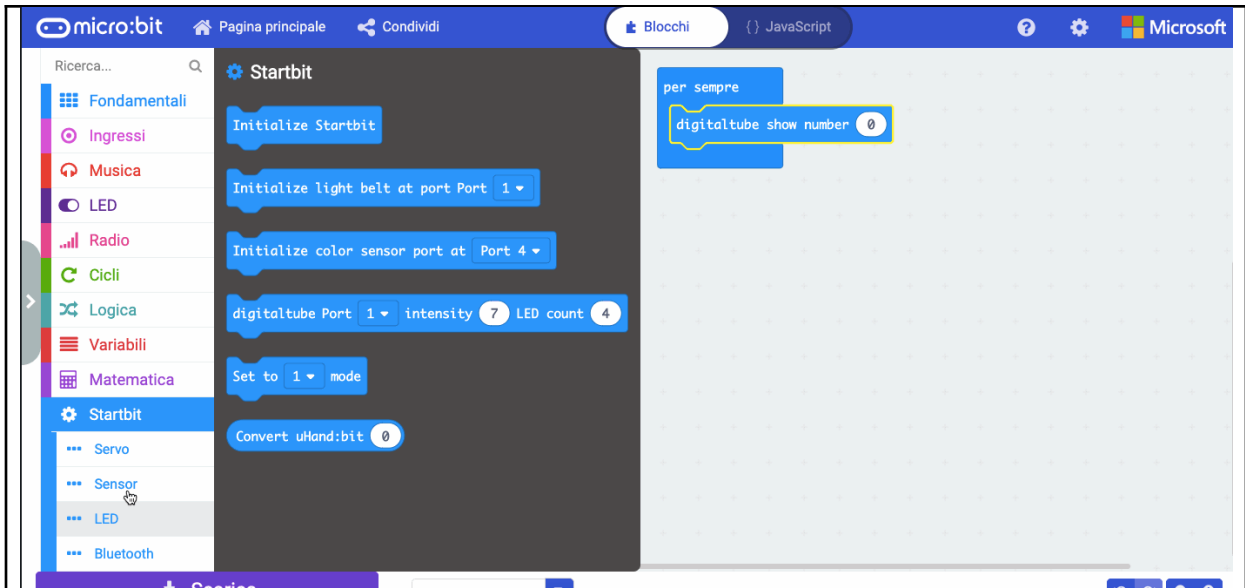 micro:bit Pagina principale Condividi Blocchi {} JavaScript ? Microsoft
Ricerca...
Fondamentali
Ingressi
Musica
LED
Radio
Cicli
Logica
Variabili
Matematica
Startbit
Servo
Sensor
LED
Bluetooth
Startbit
Initialize Startbit
Initialize light belt at port Port 1
Initialize color sensor port at Port 4
digitaltube Port 1 intensity 7 LED count 4
Set to 1 mode
Convert uHand:bit 0
per sempre
digitaltube show number 0